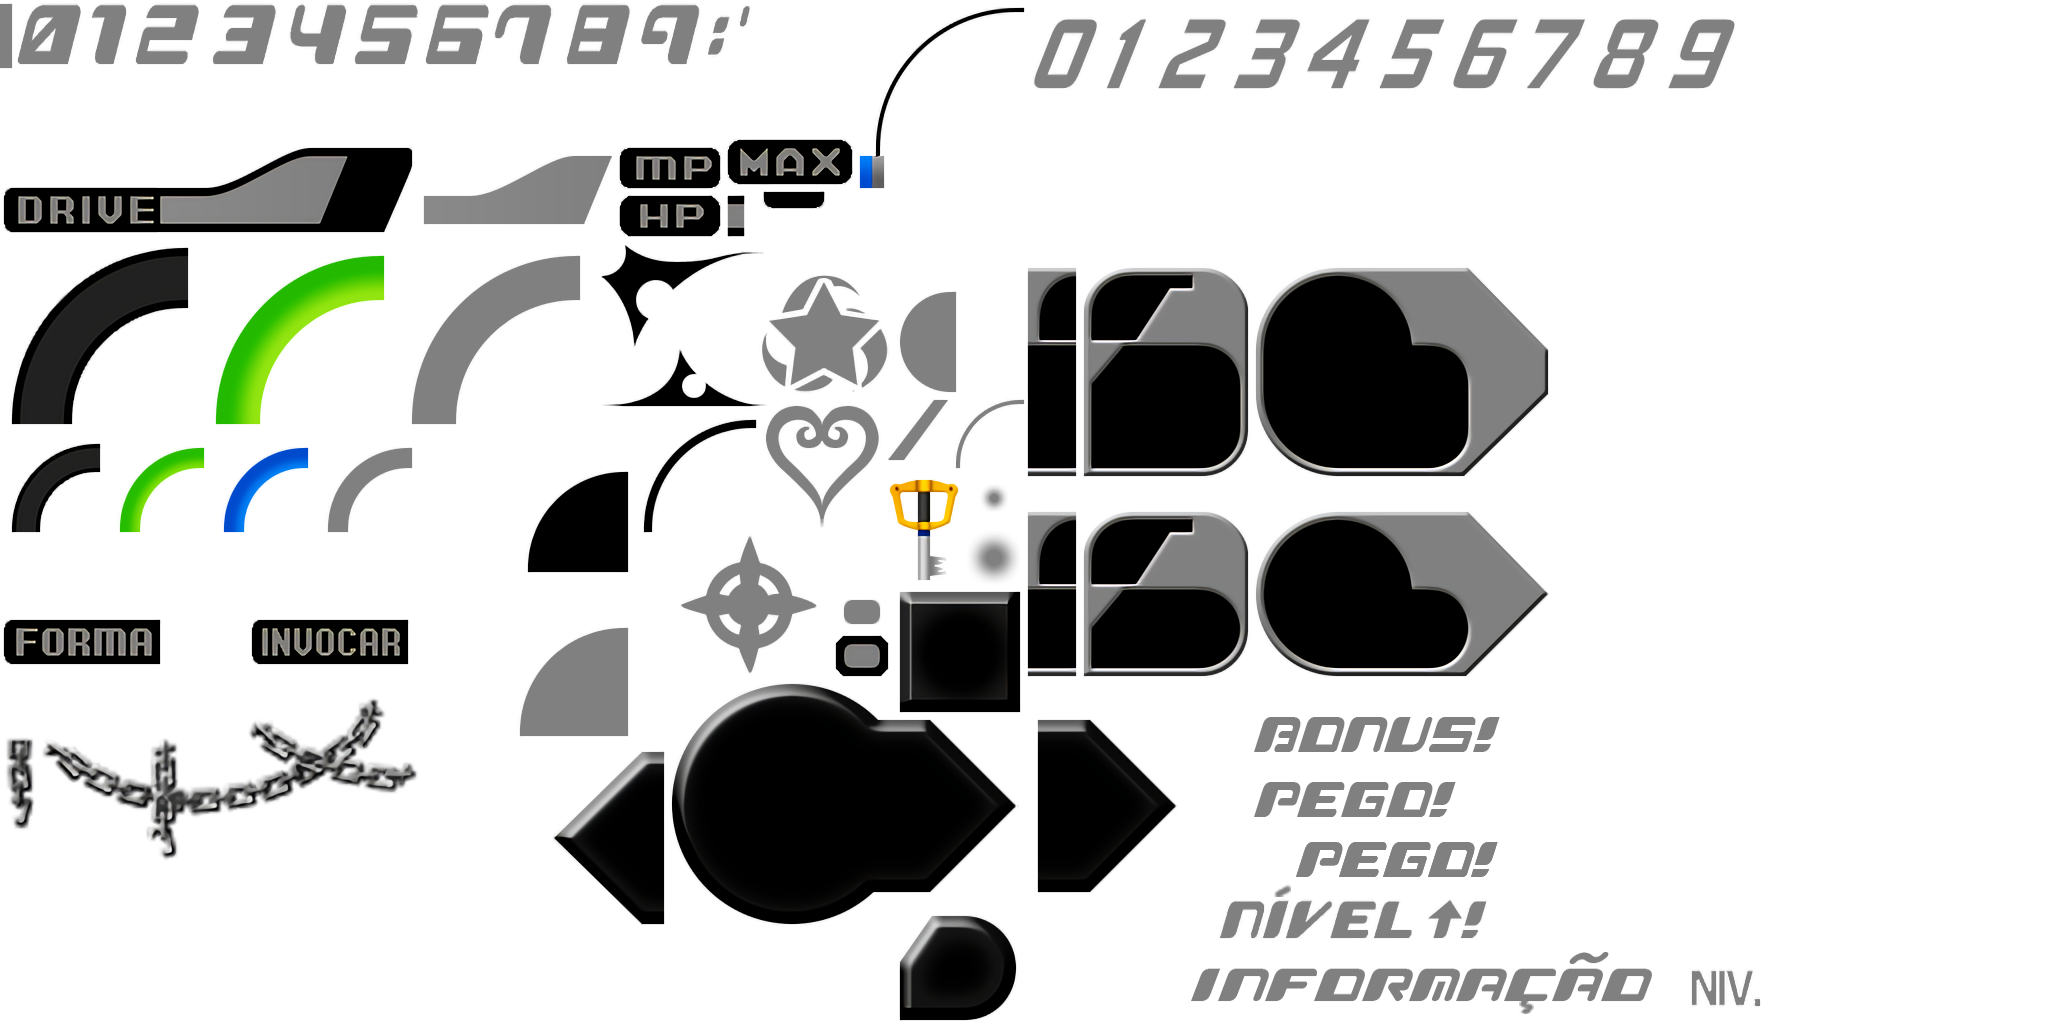 0123456789:'
0123456789
MP
MAX
DRIVE
HP
FORMA
INVOCAR
BONUS!
PEGO!
PEGO!
NÍVEL↑!
INFORMAÇÃO
NIV.